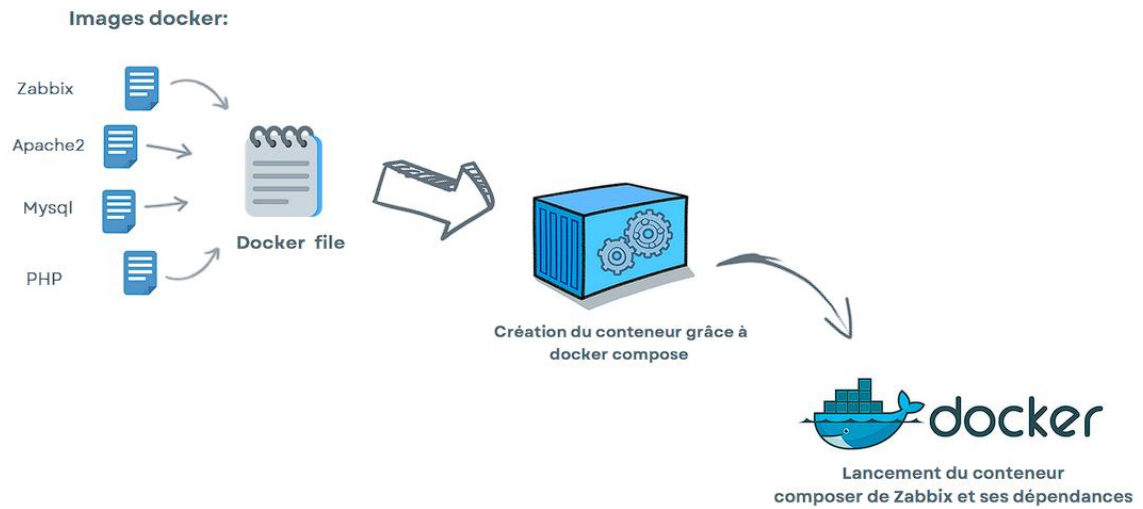 Images docker:
Zabbix
Apache2
Mysql
PHP
Docker file
Création du conteneur grâce à
docker compose
docker
Lancement du conteneur
composer de Zabbix et ses dépendances